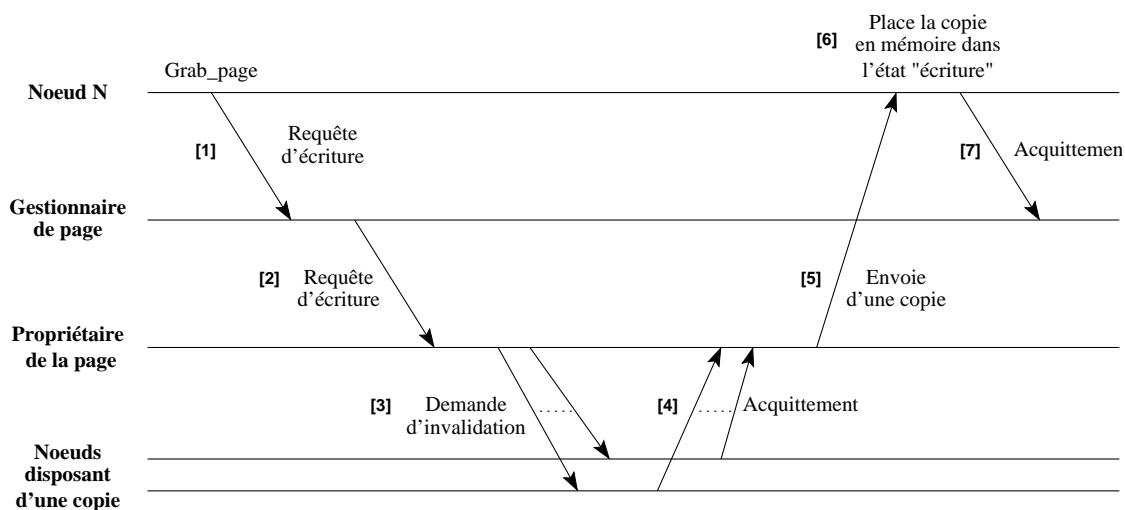 Place la copie
[6]
en mémoire dans
l'état "écriture"
Grab_page
Noeud N
[1]
Requête
d'écriture
[7]
Acquittemen
Gestionnaire
de page
[2]
Requête
d'écriture
[5]
Envoie
d'une copie
Propriétaire
de la page
[3]
Demande
d'invalidation
[4]
Acquittement
Noeuds
disposant
d'une copie